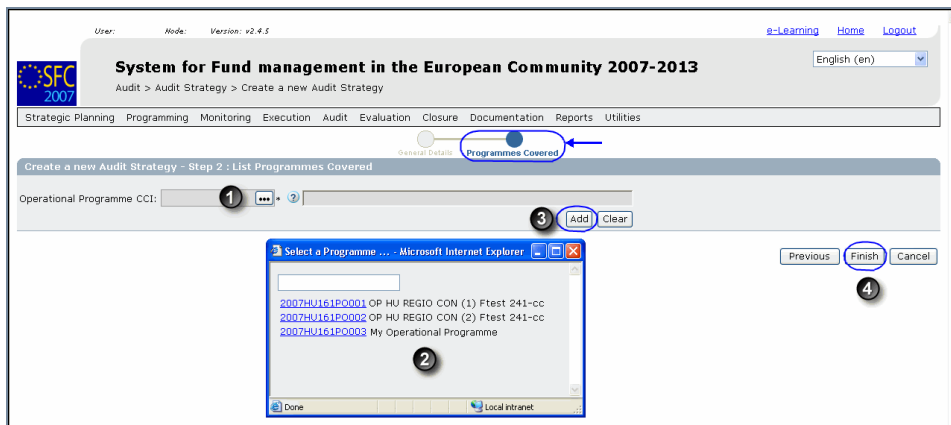 User: Node: Version: v2.4.5 e-Learning Home Logout
English (en)
SFC
2007
System for Fund management in the European Community 2007-2013
Audit > Audit Strategy > Create a new Audit Strategy
Strategic Planning Programming Monitoring Execution Audit Evaluation Closure Documentation Reports Utilities
General Details Programmes Covered
Create a new Audit Strategy - Step 2 : List Programmes Covered
Operational Programme CCI: 1 ... * ?
3 Add Clear
Select a Programme ... - Microsoft Internet Explorer
Previous Finish Cancel
4
2007HU161PO001 OP HU REGIO CON (1) Ftest 241-cc
2007HU161PO002 OP HU REGIO CON (2) Ftest 241-cc
2007HU161PO003 My Operational Programme
2
Done Local intranet